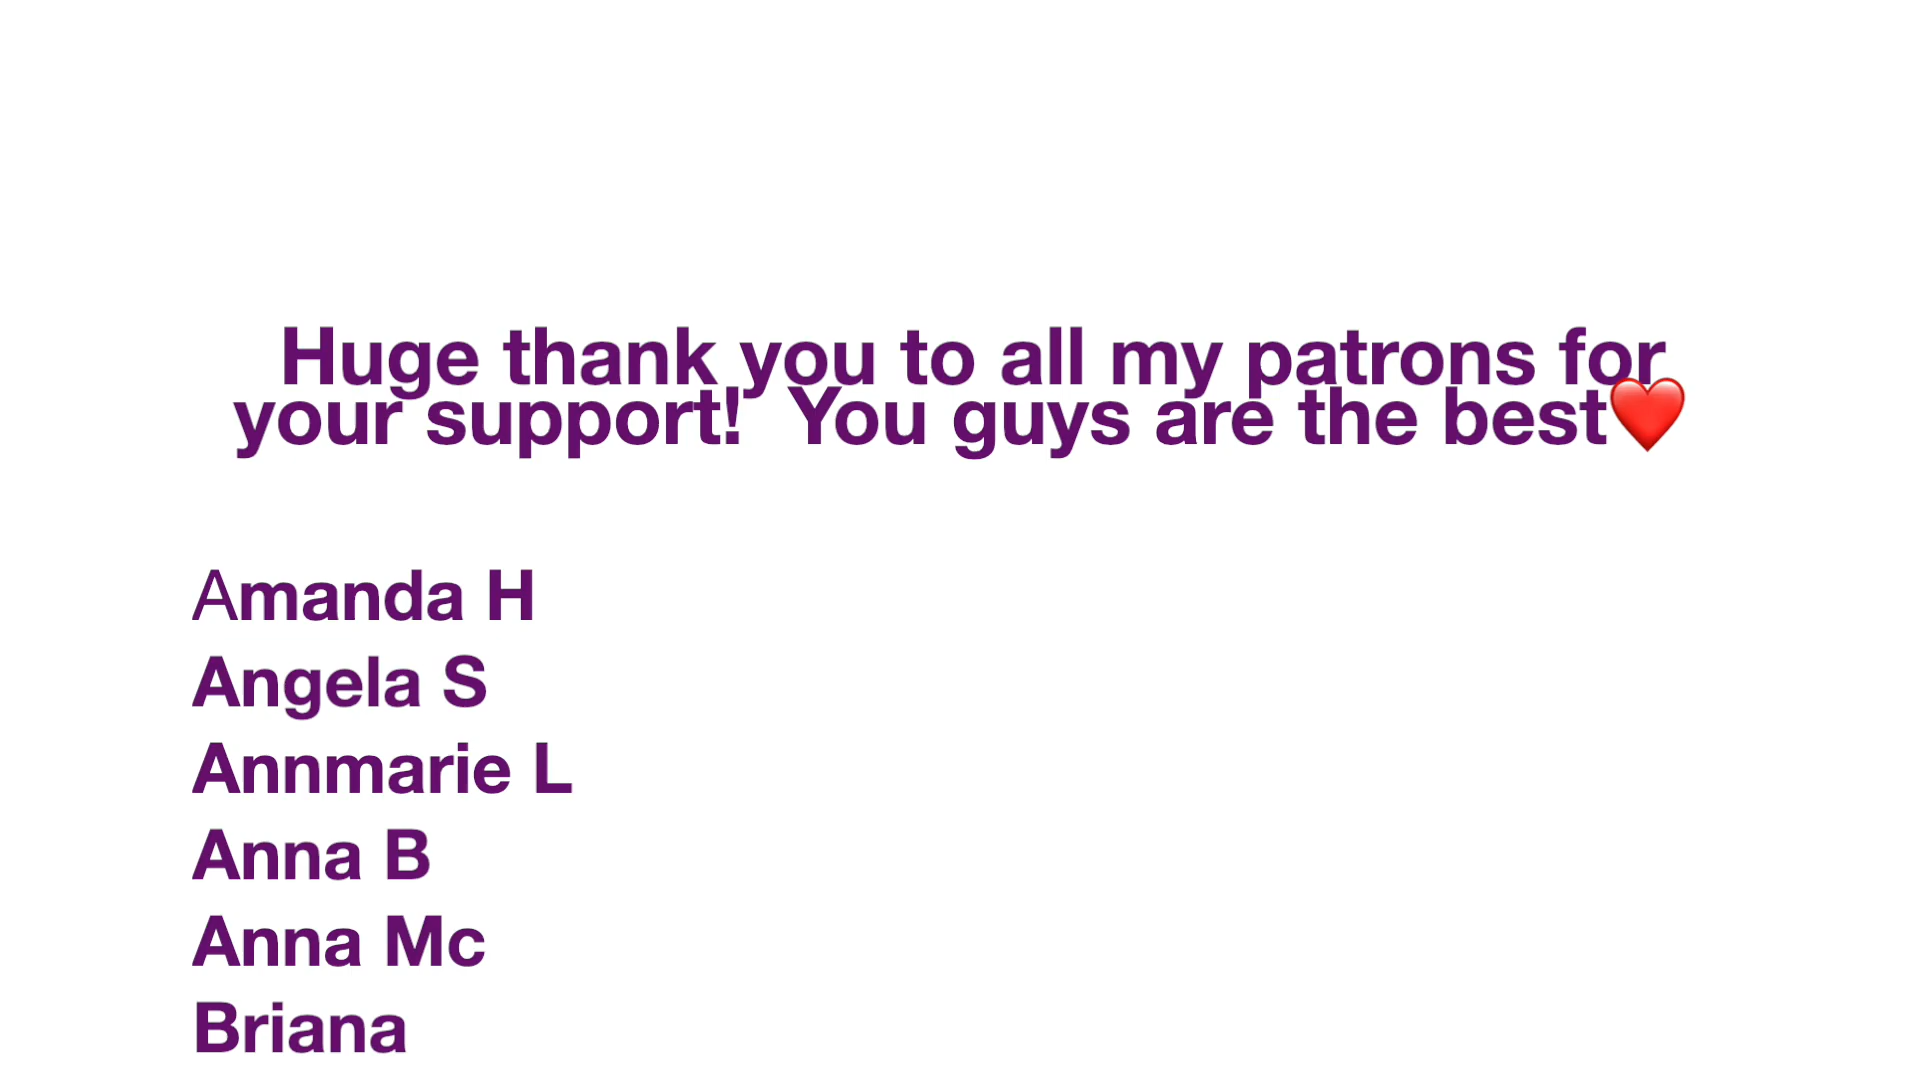 Huge thank you to all my patrons for
your support!  You guys are the best❤️
Amanda H
Angela S
Annmarie L
Anna B
Anna Mc
Briana